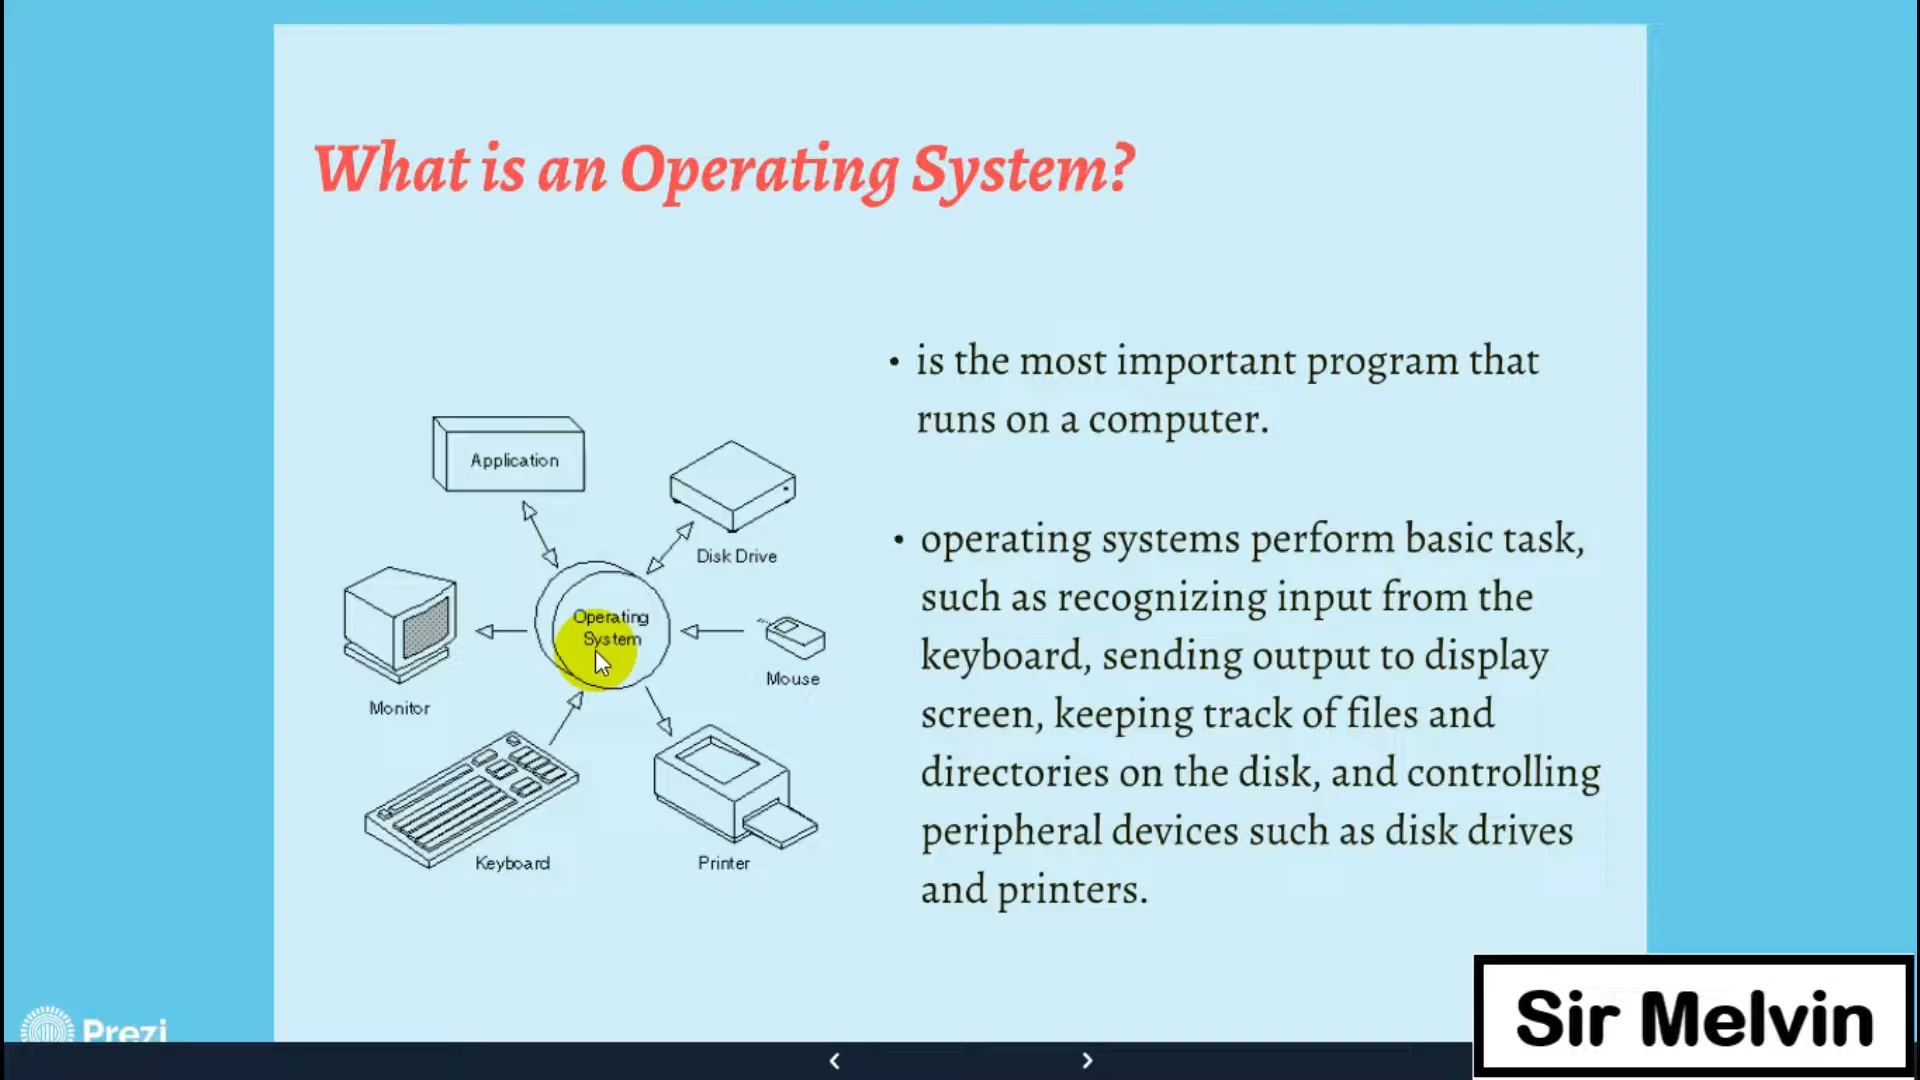 What is an Operating System?
• is the most important program that
runs on a computer.
• operating systems perform basic task,
such as recognizing input from the
keyboard, sending output to display
screen, keeping track of files and
directories on the disk, and controlling
peripheral devices such as disk drives
and printers.
Application
Disk Drive
Operating
System
Mouse
Monitor
Keyboard
Printer
Prezi
Sir Melvin